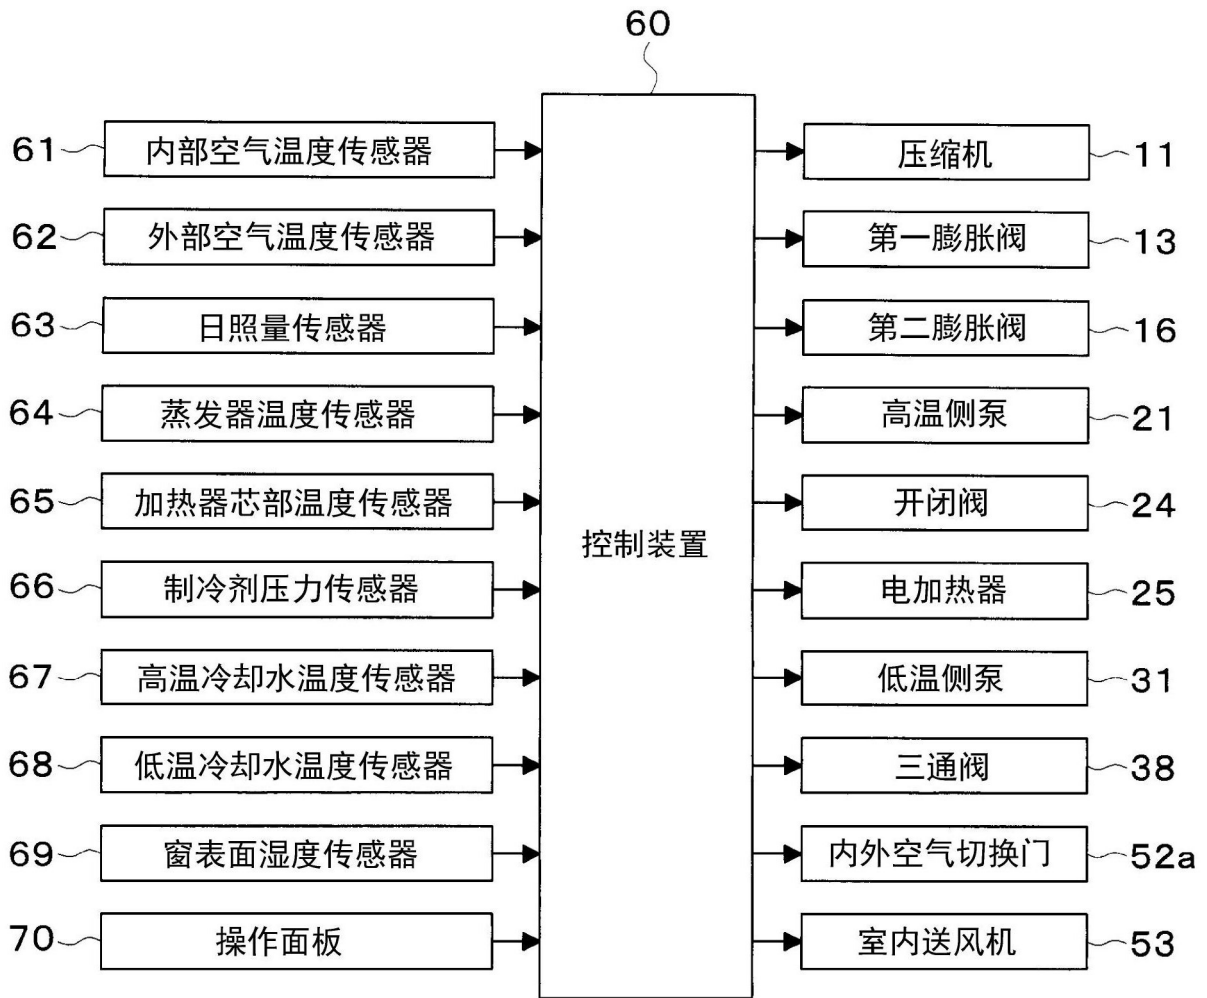 60
61 内部空气温度传感器 压缩机 11
62 外部空气温度传感器 第一膨胀阀 13
63 日照量传感器 第二膨胀阀 16
64 蒸发器温度传感器 高温侧泵 21
65 加热器芯部温度传感器 开闭阀 24
控制装置
66 制冷剂压力传感器 电加热器 25
67 高温冷却水温度传感器 低温侧泵 31
68 低温冷却水温度传感器 三通阀 38
69 窗表面湿度传感器 内外空气切换门 52a
70 操作面板 室内送风机 53